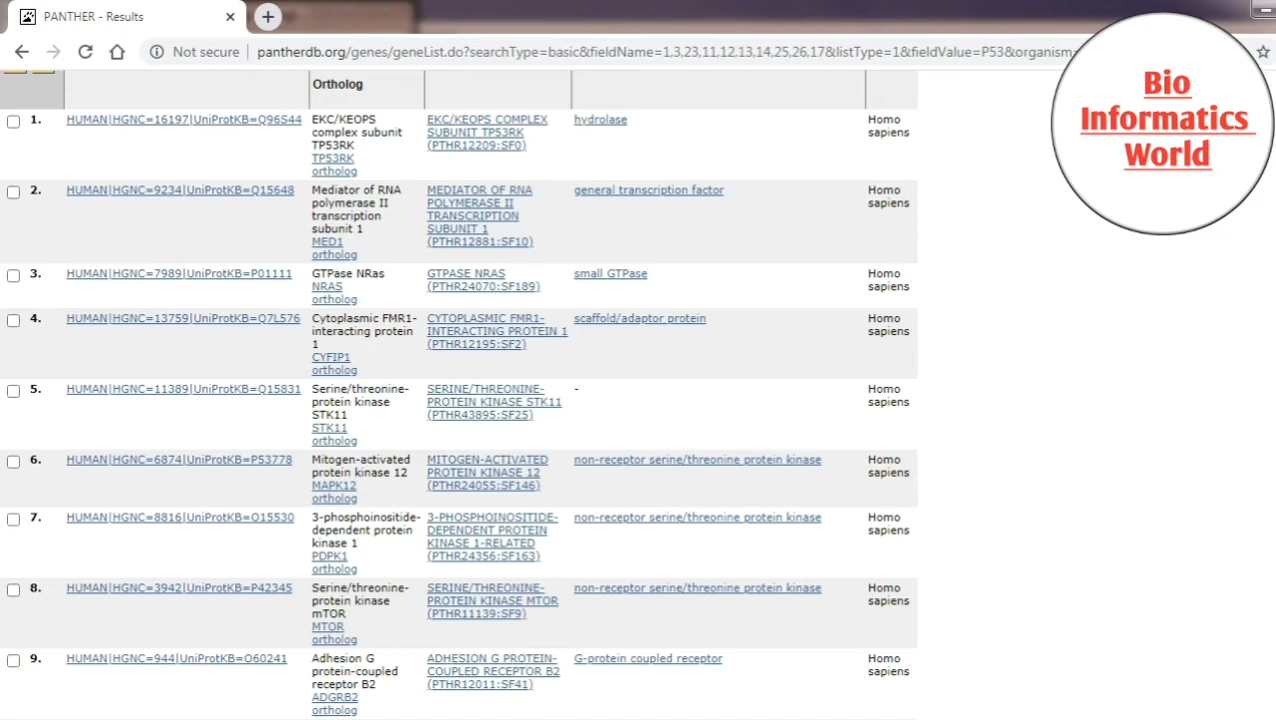 PANTHER - Results
Not secure
pantherdb.org/genes/geneList.do?searchType=basic&fieldName=1,3,23,11,12,13,14,25,26,17&listType=1&fieldValue=P53&organism
Bio
Informatics
World
Ortholog
1. HUMAN|HGNC=16197|UniProtKB=Q96S44
EKC/KEOPS
complex subunit
TP53RK
TP53RK
ortholog
EKC/KEOPS COMPLEX
SUBUNIT TP53RK
(PTHR12209:SF0)
hydrolase
Homo
sapiens
2. HUMAN|HGNC=9234|UniProtKB=Q15648
Mediator of RNA
polymerase II
transcription
subunit 1
MED1
ortholog
MEDIATOR OF RNA
POLYMERASE II
TRANSCRIPTION
SUBUNIT 1
(PTHR12881:SF10)
general transcription factor
Homo
sapiens
3. HUMAN|HGNC=7989|UniProtKB=P01111
GTPase NRas
NRAS
ortholog
GTPASE NRAS
(PTHR24070:SF189)
small GTPase
Homo
sapiens
4. HUMAN|HGNC=13759|UniProtKB=Q7L576
Cytoplasmic FMR1-
interacting protein
1
CYFIP1
ortholog
CYTOPLASMIC FMR1-
INTERACTING PROTEIN 1
(PTHR12195:SF2)
scaffold/adaptor protein
Homo
sapiens
5. HUMAN|HGNC=11389|UniProtKB=Q15831
Serine/threonine-
protein kinase
STK11
STK11
ortholog
SERINE/THREONINE-
PROTEIN KINASE STK11
(PTHR43895:SF25)
-
Homo
sapiens
6. HUMAN|HGNC=6874|UniProtKB=P53778
Mitogen-activated
protein kinase 12
MAPK12
ortholog
MITOGEN-ACTIVATED
PROTEIN KINASE 12
(PTHR24055:SF146)
non-receptor serine/threonine protein kinase
Homo
sapiens
7. HUMAN|HGNC=8816|UniProtKB=O15530
3-phosphoinositide-
dependent protein
kinase 1
PDPK1
ortholog
3-PHOSPHOINOSITIDE-
DEPENDENT PROTEIN
KINASE 1-RELATED
(PTHR24356:SF163)
non-receptor serine/threonine protein kinase
Homo
sapiens
8. HUMAN|HGNC=3942|UniProtKB=P42345
Serine/threonine-
protein kinase
mTOR
MTOR
ortholog
SERINE/THREONINE-
PROTEIN KINASE MTOR
(PTHR11139:SF9)
non-receptor serine/threonine protein kinase
Homo
sapiens
9. HUMAN|HGNC=944|UniProtKB=O60241
Adhesion G
protein-coupled
receptor B2
ADGRB2
ortholog
ADHESION G PROTEIN-
COUPLED RECEPTOR B2
(PTHR12011:SF41)
G-protein coupled receptor
Homo
sapiens